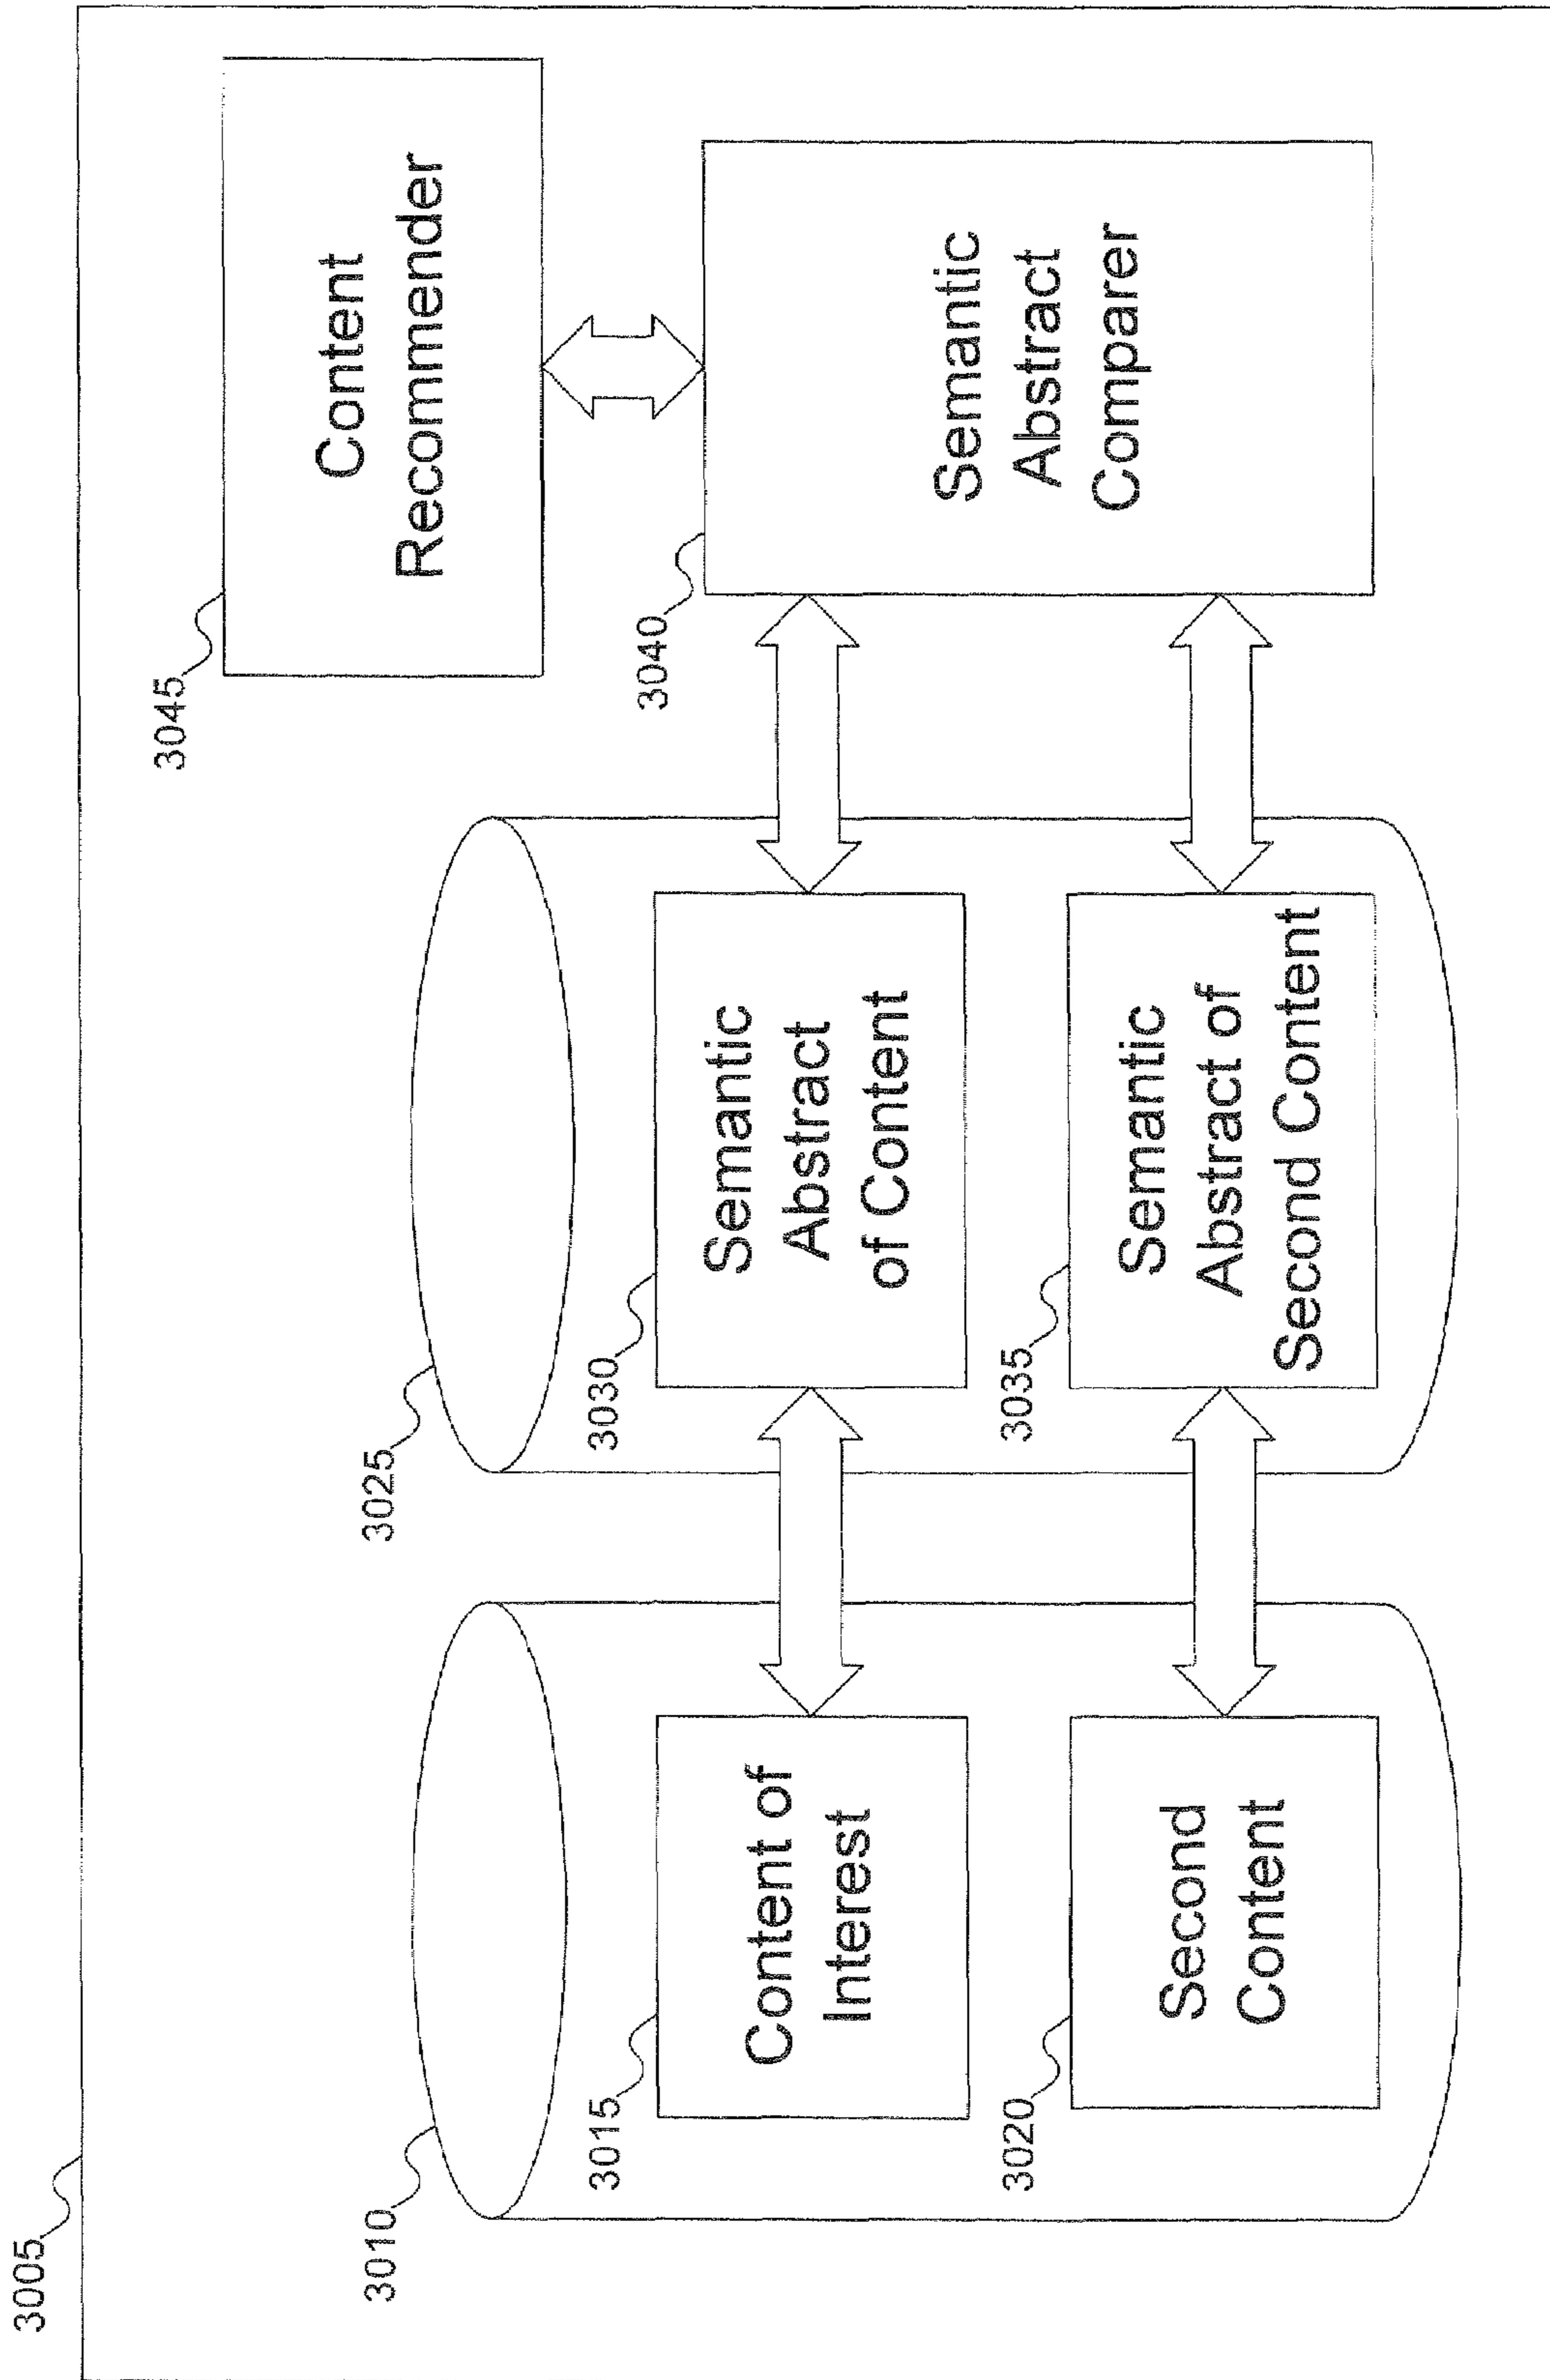 3005
3010
3015
Content of
Interest
3020
Second
Content
3025
3030
Semantic
Abstract
of Content
3035
Semantic
Abstract of
Second Content
3045
Content
Recommender
3040
Semantic
Abstract
Comparer